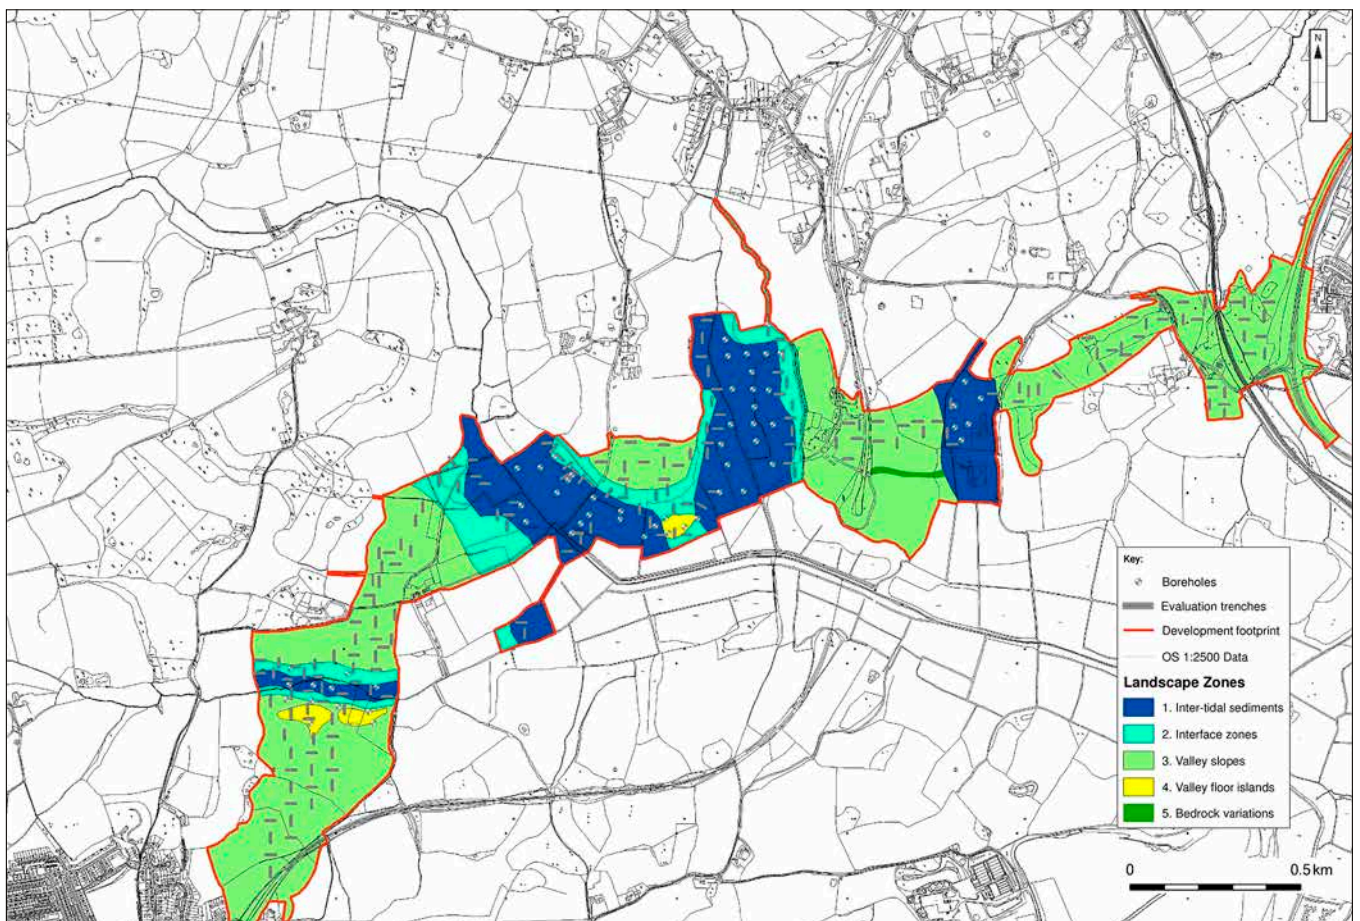 N
Key:
Boreholes
Evaluation trenches
Development footprint
OS 1:2500 Data
Landscape Zones
1. Inter-tidal sediments
2. Interface zones
3. Valley slopes
4. Valley floor islands
5. Bedrock variations
0 0.5 km